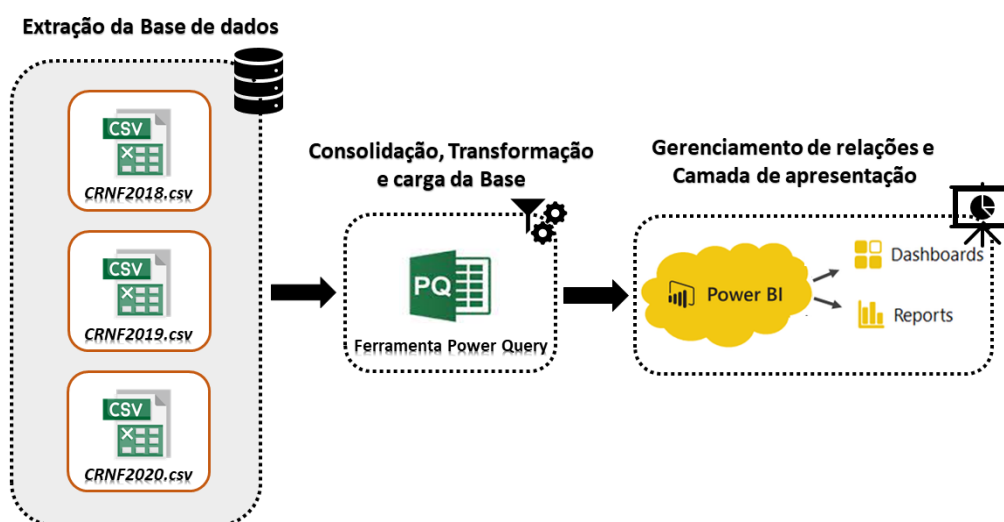 Extração da Base de dados
CSV
CRNF2018.csv
CSV
CRNF2019.csv
CSV
CRNF2020.csv
Consolidação, Transformação
e carga da Base
PQ
Ferramenta Power Query
Gerenciamento de relações e
Camada de apresentação
Power BI
Dashboards
Reports